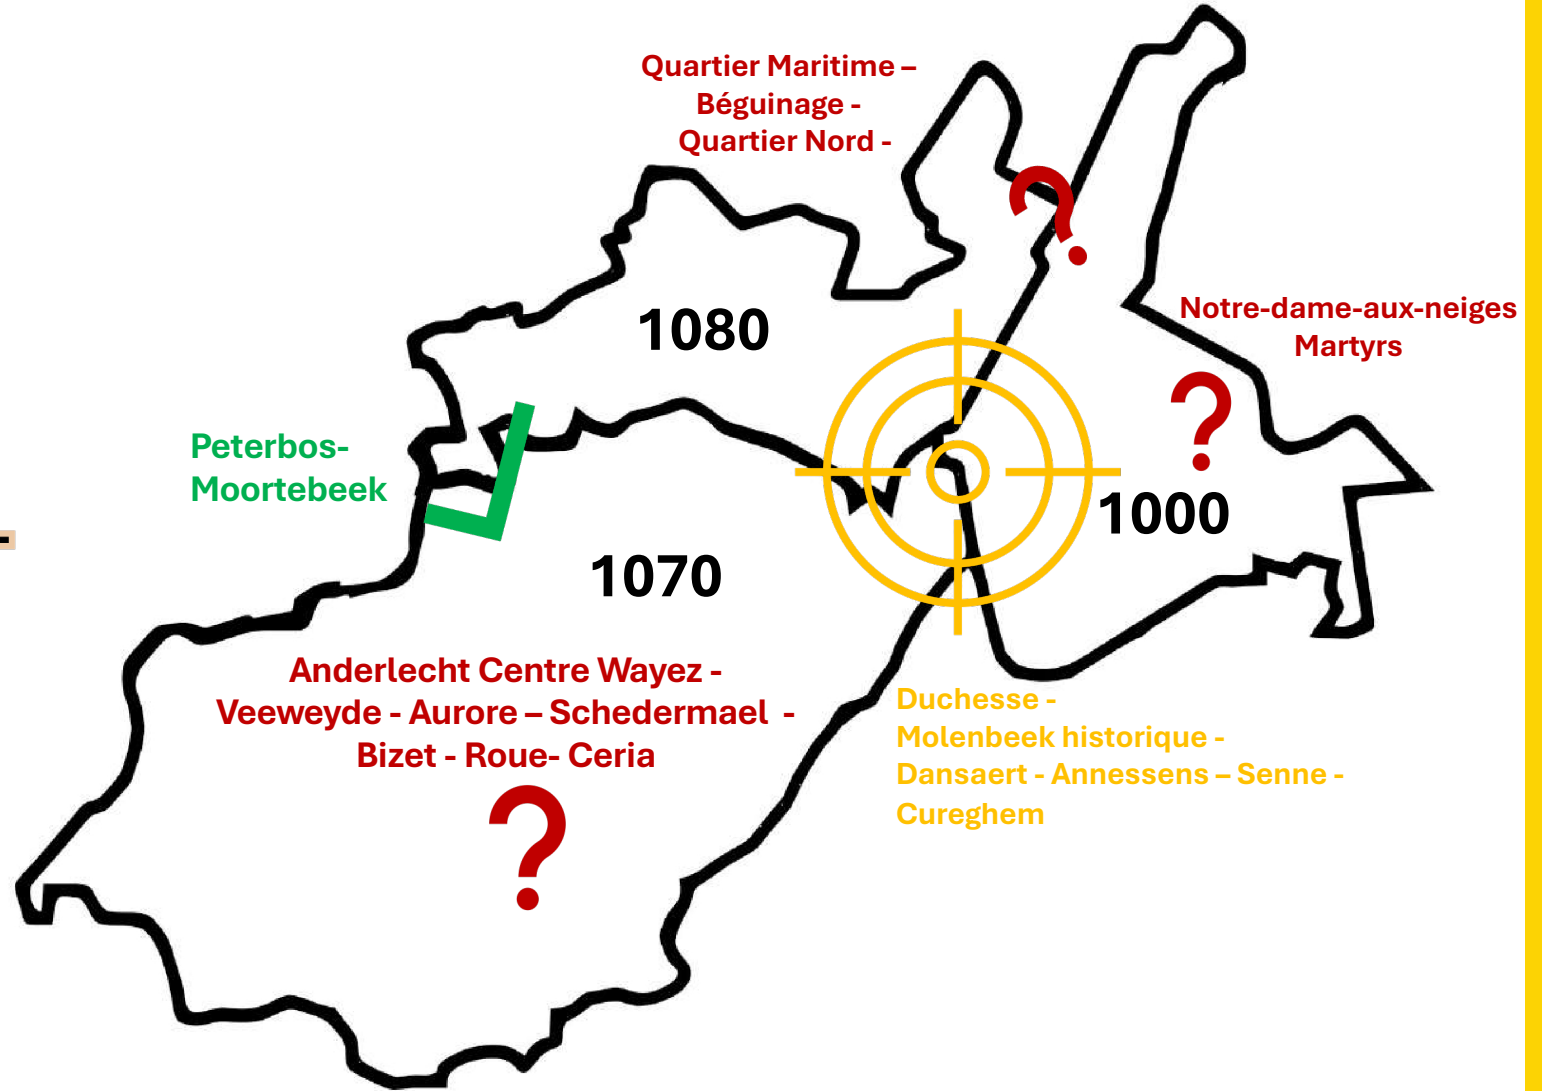 Quartier Maritime –
Béguinage -
Quartier Nord -
?
1080
Notre-dame-aux-neiges
Martyrs
?
Peterbos-
Moortebeek
1000
1070
Anderlecht Centre Wayez -
Veeweyde - Aurore – Schedermael -
Bizet - Roue- Ceria
?
Duchesse -
Molenbeek historique -
Dansaert - Annessens – Senne -
Cureghem
-